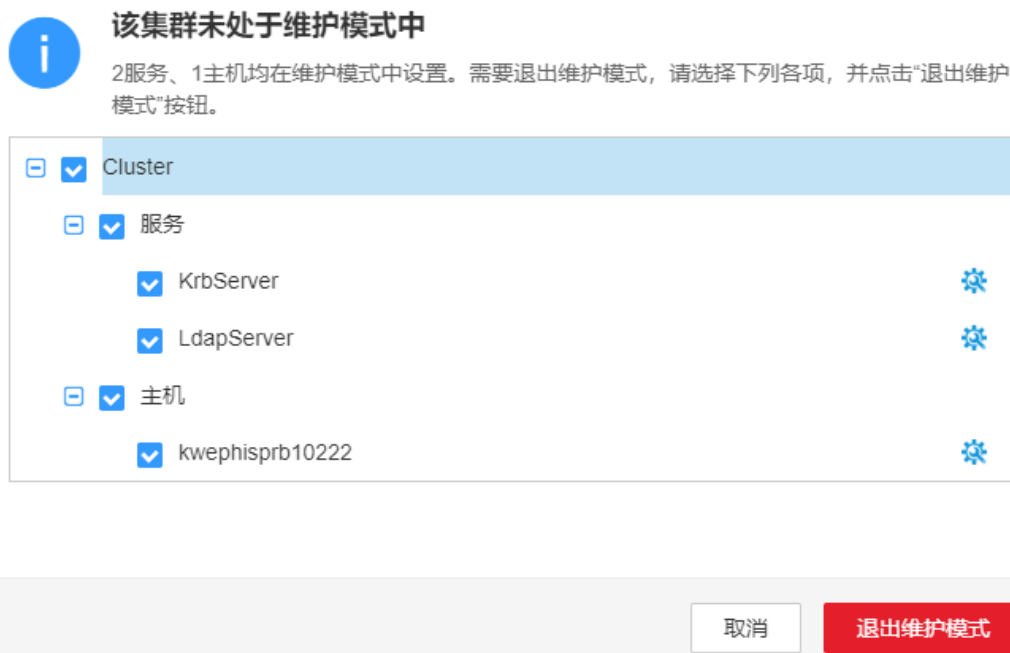 该集群未处于维护模式中
2服务、1主机均在维护模式中设置。需要退出维护模式，请选择下列各项，并点击“退出维护
模式”按钮。
Cluster
服务
KrbServer
LdapServer
主机
kwephisprb10222
取消 退出维护模式